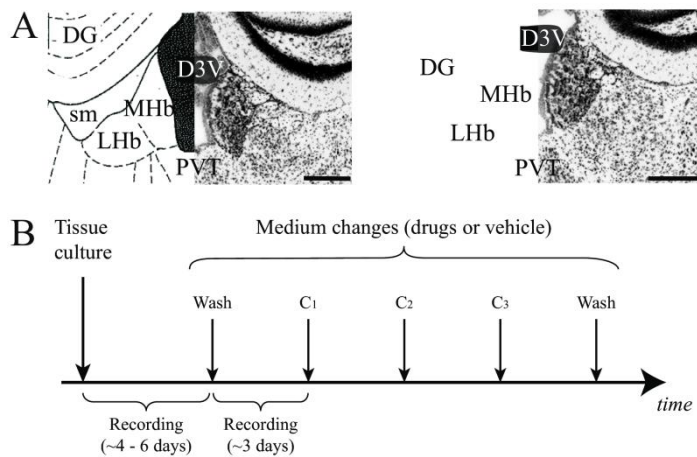 A
DG
D3V
sm
MHb
LHb
PVT
D3V
DG
MHb
LHb
PVT
B
Tissue
culture
Medium changes (drugs or vehicle)
Wash
C1
C2
C3
Wash
time
Recording
(~4 - 6 days)
Recording
(~3 days)